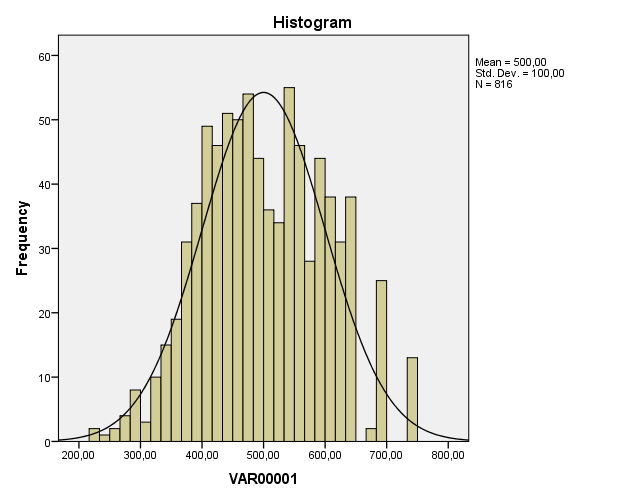 Histogram
Mean = 500,00
Std. Dev. = 100,00
N = 816
Frequency
60
50
40
30
20
10
0
200,00 300,00 400,00 500,00 600,00 700,00 800,00
VAR00001